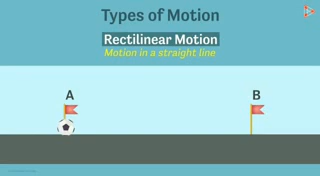 Types of Motion
Rectilinear Motion
Motion in a straight line
A B